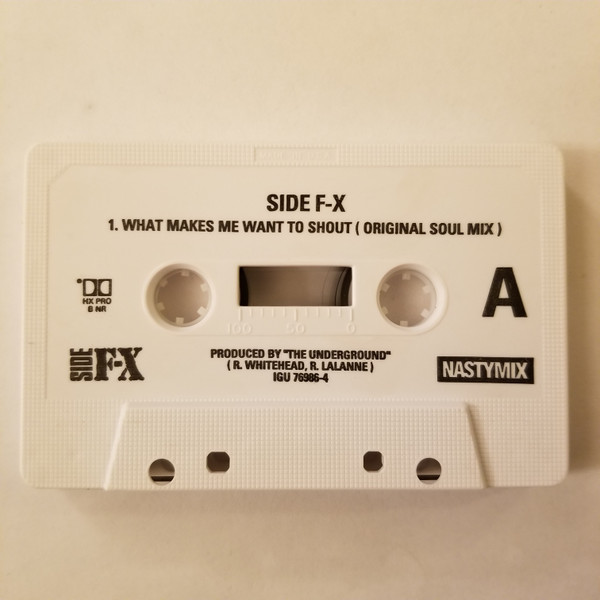 SIDE F-X
1. WHAT MAKES ME WANT TO SHOUT ( ORIGINAL SOUL MIX )
HX PRO
B NR
A
100 50 0
SIDE F-X
PRODUCED BY "THE UNDERGROUND"
( R. WHITEHEAD, R. LALANNE )
IGU 76986-4
NASTYMIX